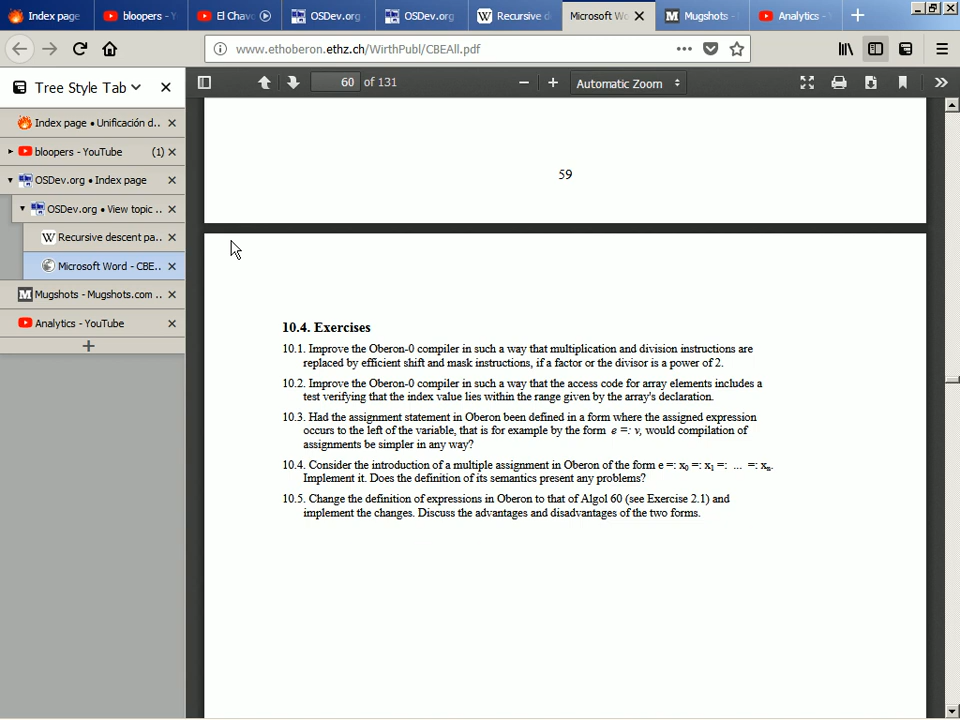 Index page
bloopers - Y
El Chavo
OSDev.org
OSDev.org
Recursive d
Microsoft Wo
Mugshots -
Analytics -
www.ethoberon.ethz.ch/WirthPubl/CBEAll.pdf
Tree Style Tab
60 of 131
Automatic Zoom
Index page • Unificación d..
bloopers - YouTube (1)
OSDev.org • Index page
OSDev.org • View topic ..
Recursive descent pa..
Microsoft Word - CBE..
Mugshots - Mugshots.com ..
Analytics - YouTube
59
10.4. Exercises
10.1. Improve the Oberon-0 compiler in such a way that multiplication and division instructions are
replaced by efficient shift and mask instructions, if a factor or the divisor is a power of 2.
10.2. Improve the Oberon-0 compiler in such a way that the access code for array elements includes a
test verifying that the index value lies within the range given by the array's declaration.
10.3. Had the assignment statement in Oberon been defined in a form where the assigned expression
occurs to the left of the variable, that is for example by the form e =: v, would compilation of
assignments be simpler in any way?
10.4. Consider the introduction of a multiple assignment in Oberon of the form e =: x0 =: x1 =: ... =: xn.
Implement it. Does the definition of its semantics present any problems?
10.5. Change the definition of expressions in Oberon to that of Algol 60 (see Exercise 2.1) and
implement the changes. Discuss the advantages and disadvantages of the two forms.